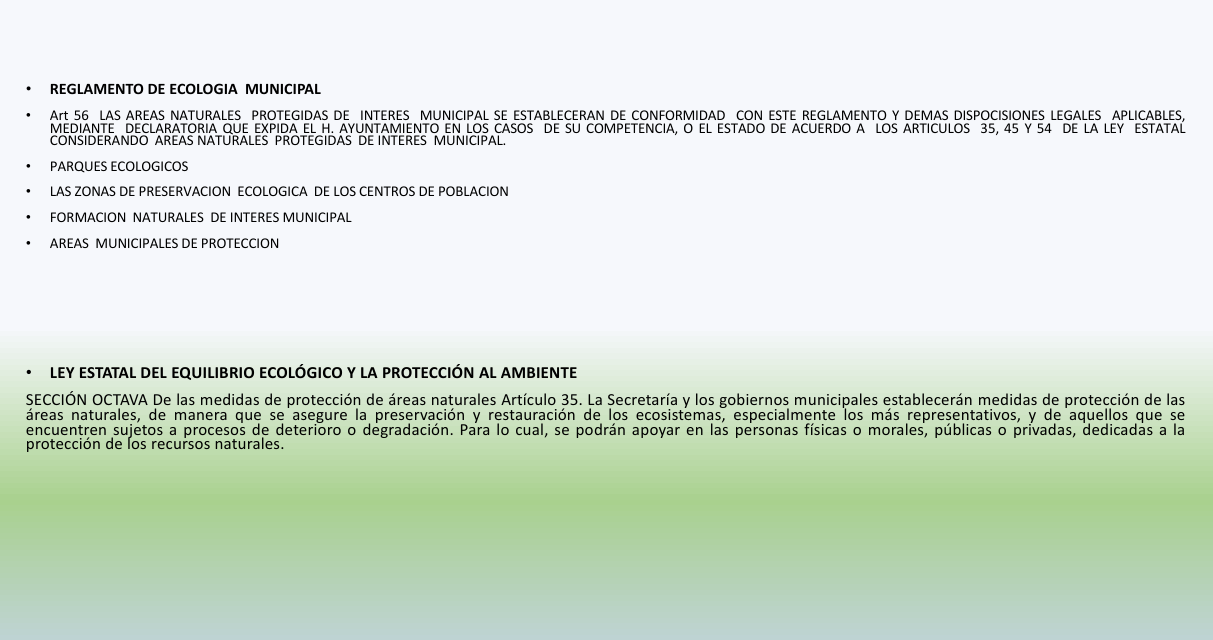 • REGLAMENTO DE ECOLOGIA  MUNICIPAL
• Art 56  LAS AREAS NATURALES  PROTEGIDAS DE  INTERES  MUNICIPAL SE ESTABLECERAN DE CONFORMIDAD  CON ESTE REGLAMENTO Y DEMAS DISPOSICIONES LEGALES  APLICABLES,
MEDIANTE  DECLARATORIA QUE EXPIDA EL H. AYUNTAMIENTO EN LOS CASOS  DE SU COMPETENCIA, O EL ESTADO DE ACUERDO A  LOS ARTICULOS  35, 45 Y 54  DE LA LEY  ESTATAL
CONSIDERANDO  AREAS NATURALES  PROTEGIDAS  DE INTERES  MUNICIPAL.
• PARQUES ECOLOGICOS
• LAS ZONAS DE PRESERVACION  ECOLOGICA  DE LOS CENTROS DE POBLACION
• FORMACION  NATURALES  DE INTERES MUNICIPAL
• AREAS  MUNICIPALES DE PROTECCION
• LEY ESTATAL DEL EQUILIBRIO ECOLÓGICO Y LA PROTECCIÓN AL AMBIENTE
SECCIÓN OCTAVA De las medidas de protección de áreas naturales Artículo 35. La Secretaría y los gobiernos municipales establecerán medidas de protección de las
áreas naturales, de manera que se asegure la preservación y restauración de los ecosistemas, especialmente los más representativos, y de aquellos que se
encuentren sujetos a procesos de deterioro o degradación. Para lo cual, se podrán apoyar en las personas físicas o morales, públicas o privadas, dedicadas a la
protección de los recursos naturales.